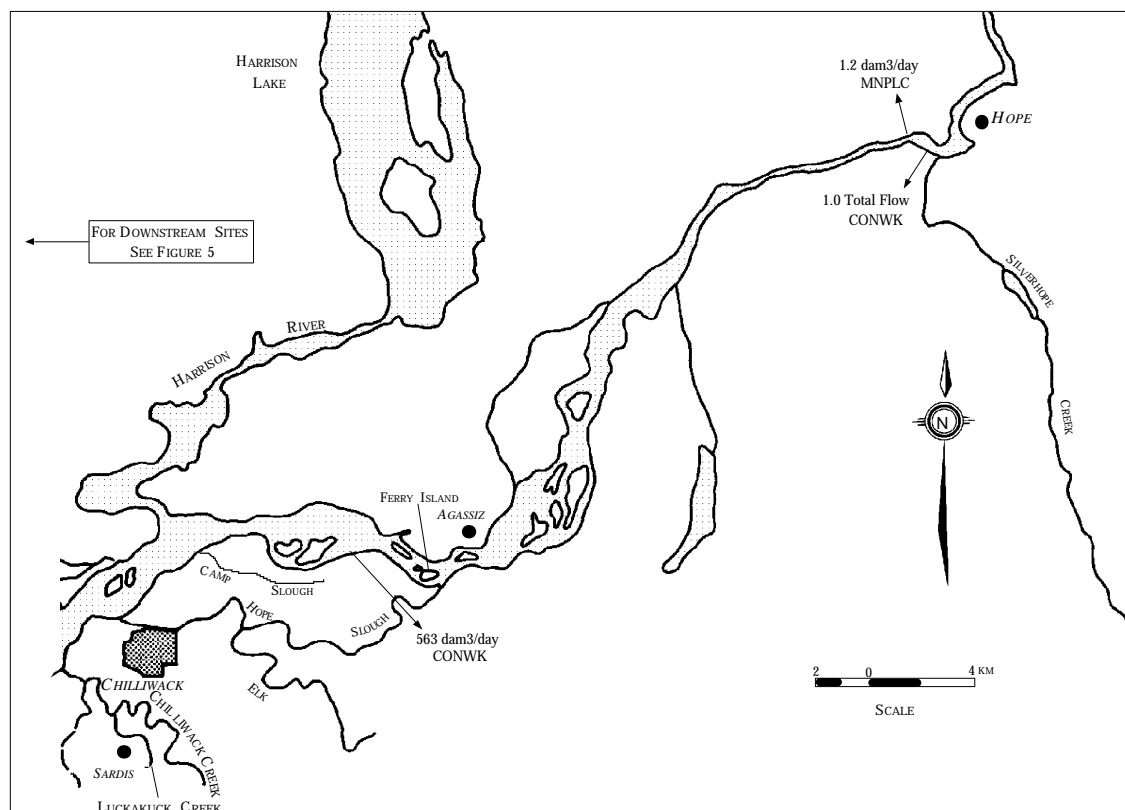 HARRISON
LAKE
1.2 dam3/day
MNPLC
HOPE
1.0 Total Flow
CONWK
FOR DOWNSTREAM SITES
SEE FIGURE 5
SILVERHOPE
CREEK
HARRISON RIVER
N
FERRY ISLAND
AGASSIZ
CAMP
SLOUGH
HOPE
SLOUGH
563 dam3/day
CONWK
ELK
CHILLIWACK
CHILLIWACK CREEK
SARDIS
LUCKAKUCK CREEK
2 0 4 KM
SCALE